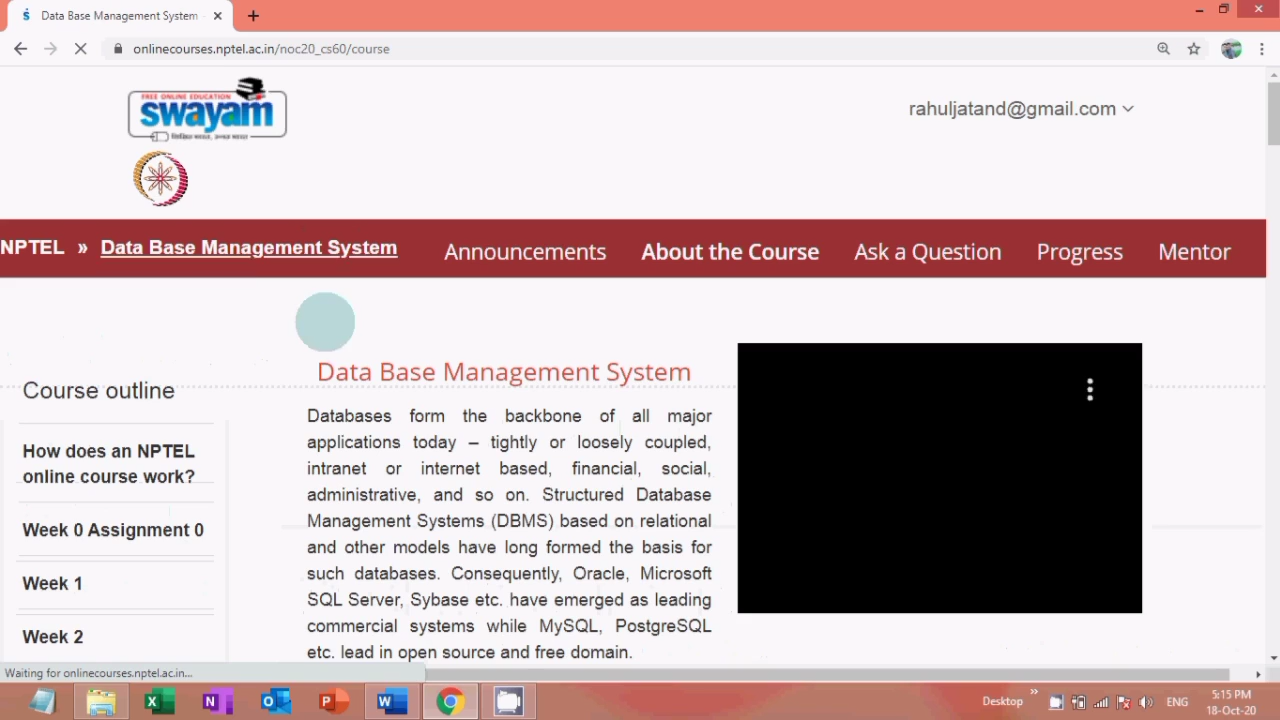 Data Base Management System
onlinecourses.nptel.ac.in/noc20_cs60/course
FREE ONLINE EDUCATION
swayam
rahuljatand@gmail.com
NPTEL » Data Base Management System Announcements About the Course Ask a Question Progress Mentor
Data Base Management System
Course outline
How does an NPTEL
online course work?
Week 0 Assignment 0
Week 1
Week 2
Databases form the backbone of all major
applications today – tightly or loosely coupled,
intranet or internet based, financial, social,
administrative, and so on. Structured Database
Management Systems (DBMS) based on relational
and other models have long formed the basis for
such databases. Consequently, Oracle, Microsoft
SQL Server, Sybase etc. have emerged as leading
commercial systems while MySQL, PostgreSQL
etc. lead in open source and free domain.
Waiting for onlinecourses.nptel.ac.in...
Desktop
ENG
5:15 PM
18-Oct-20